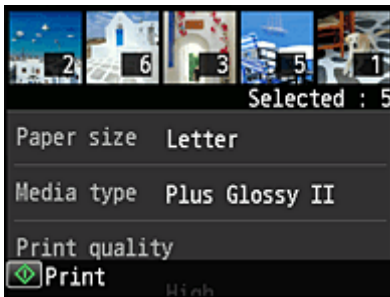 2 6 3 5 1
Selected : 5
Paper size Letter
Media type Plus Glossy II
Print quality
Print
High